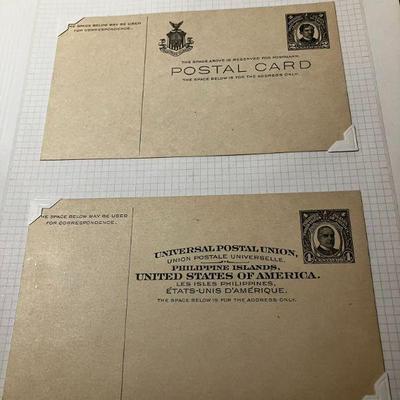 THE SPACE BELOW MAY BE USED
FOR CORRESPONDENCE.
2
THE SPACE ABOVE IS RESERVED FOR POSTMARK.
POSTAL CARD
THE SPACE BELOW IS FOR THE ADDRESS ONLY.
THE SPACE BELOW MAY BE USED
FOR CORRESPONDENCE.
4
UNIVERSAL POSTAL UNION,
UNION POSTALE UNIVERSELLE.
PHILIPPINE ISLANDS,
UNITED STATES OF AMERICA.
LES ISLES PHILIPPINES,
ÉTATS-UNIS D'AMÉRIQUE.
THE SPACE BELOW IS FOR THE ADDRESS ONLY.